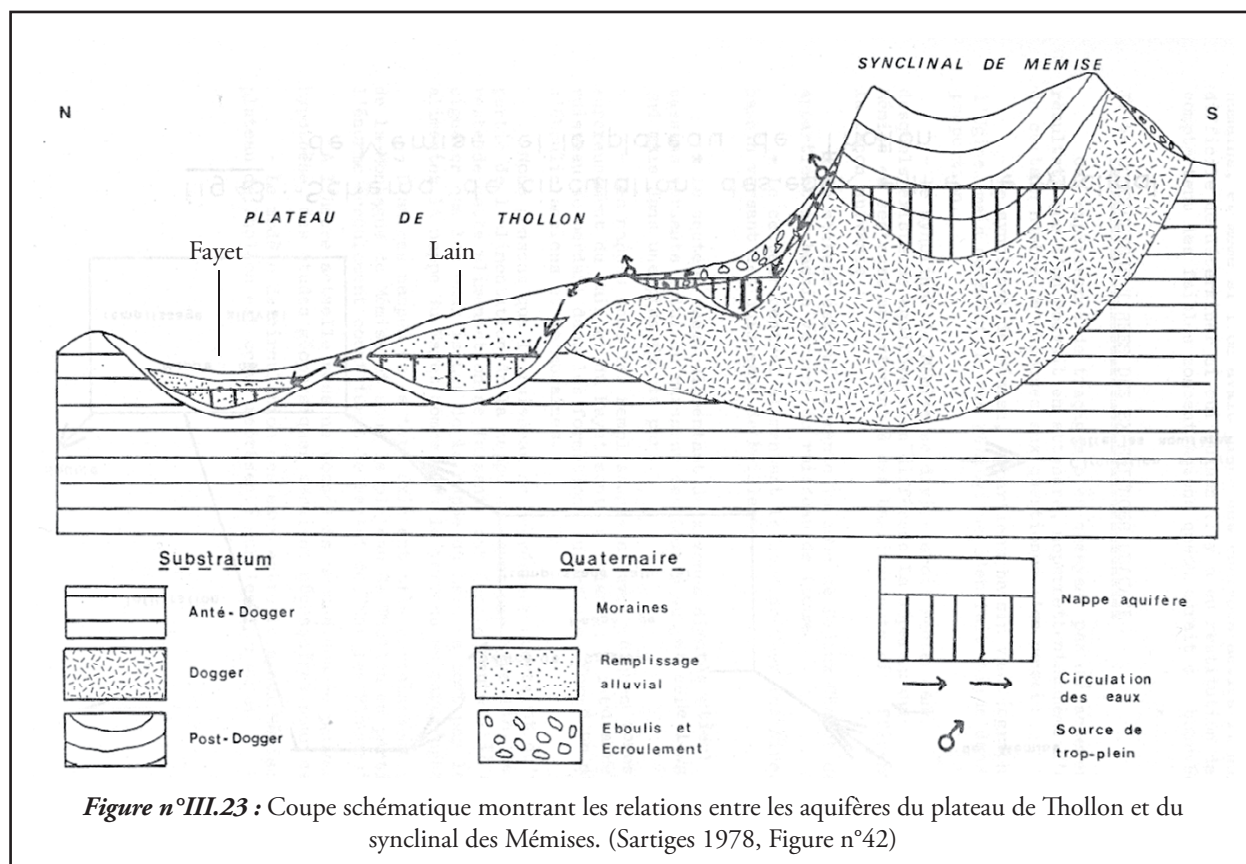 SYNCLINAL DE MEMISE
N
S
PLATEAU DE THOLLON
Fayet
Lain
Substratum
Anté-Dogger
Dogger
Post-Dogger
Quaternaire
Moraines
Remplissage
alluvial
Eboulis et
Ecroulement
Nappe aquifère
Circulation
des eaux
Source de
trop-plein
Figure n°III.23 : Coupe schématique montrant les relations entre les aquifères du plateau de Thollon et du
synclinal des Mémises. (Sartiges 1978, Figure n°42)